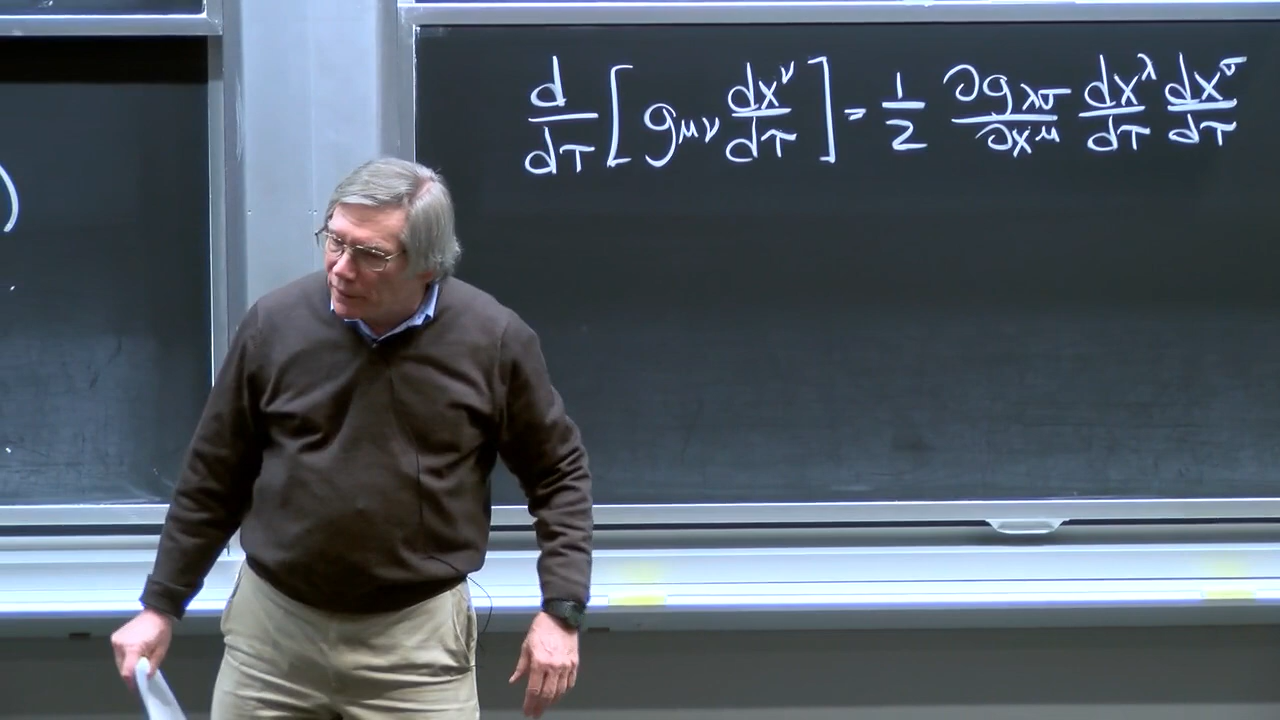 )
d/dτ [ g_μν dx^ν/dτ ] = 1/2 ∂g_λσ/∂x^μ dx^λ/dτ dx^σ/dτ